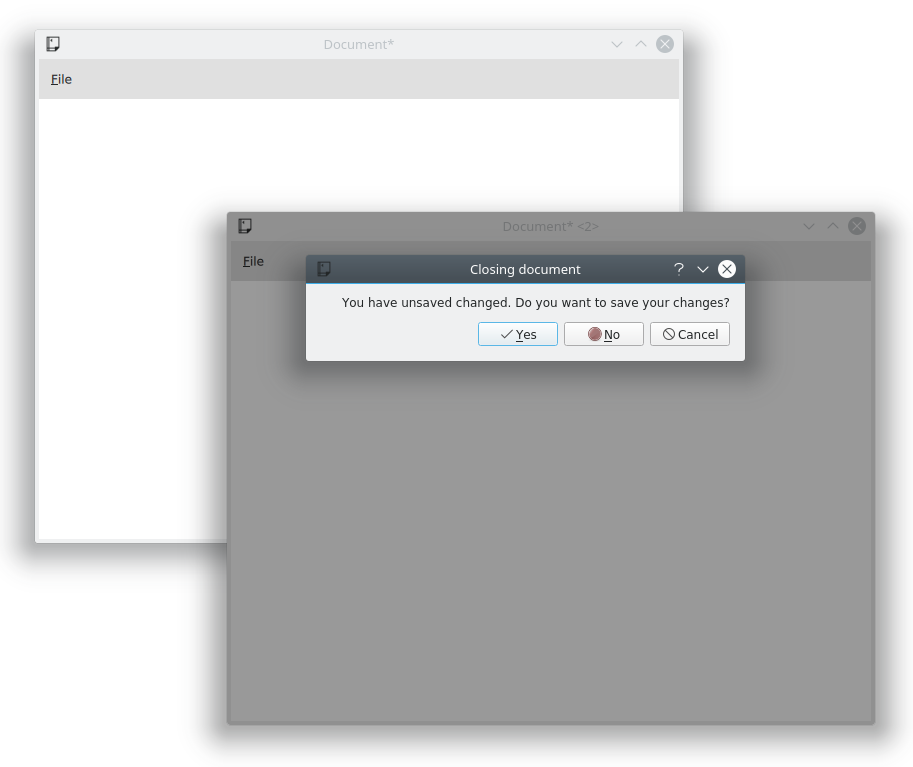 Document*
File
Document* <2>
File
Closing document
You have unsaved changed. Do you want to save your changes?
Yes No Cancel